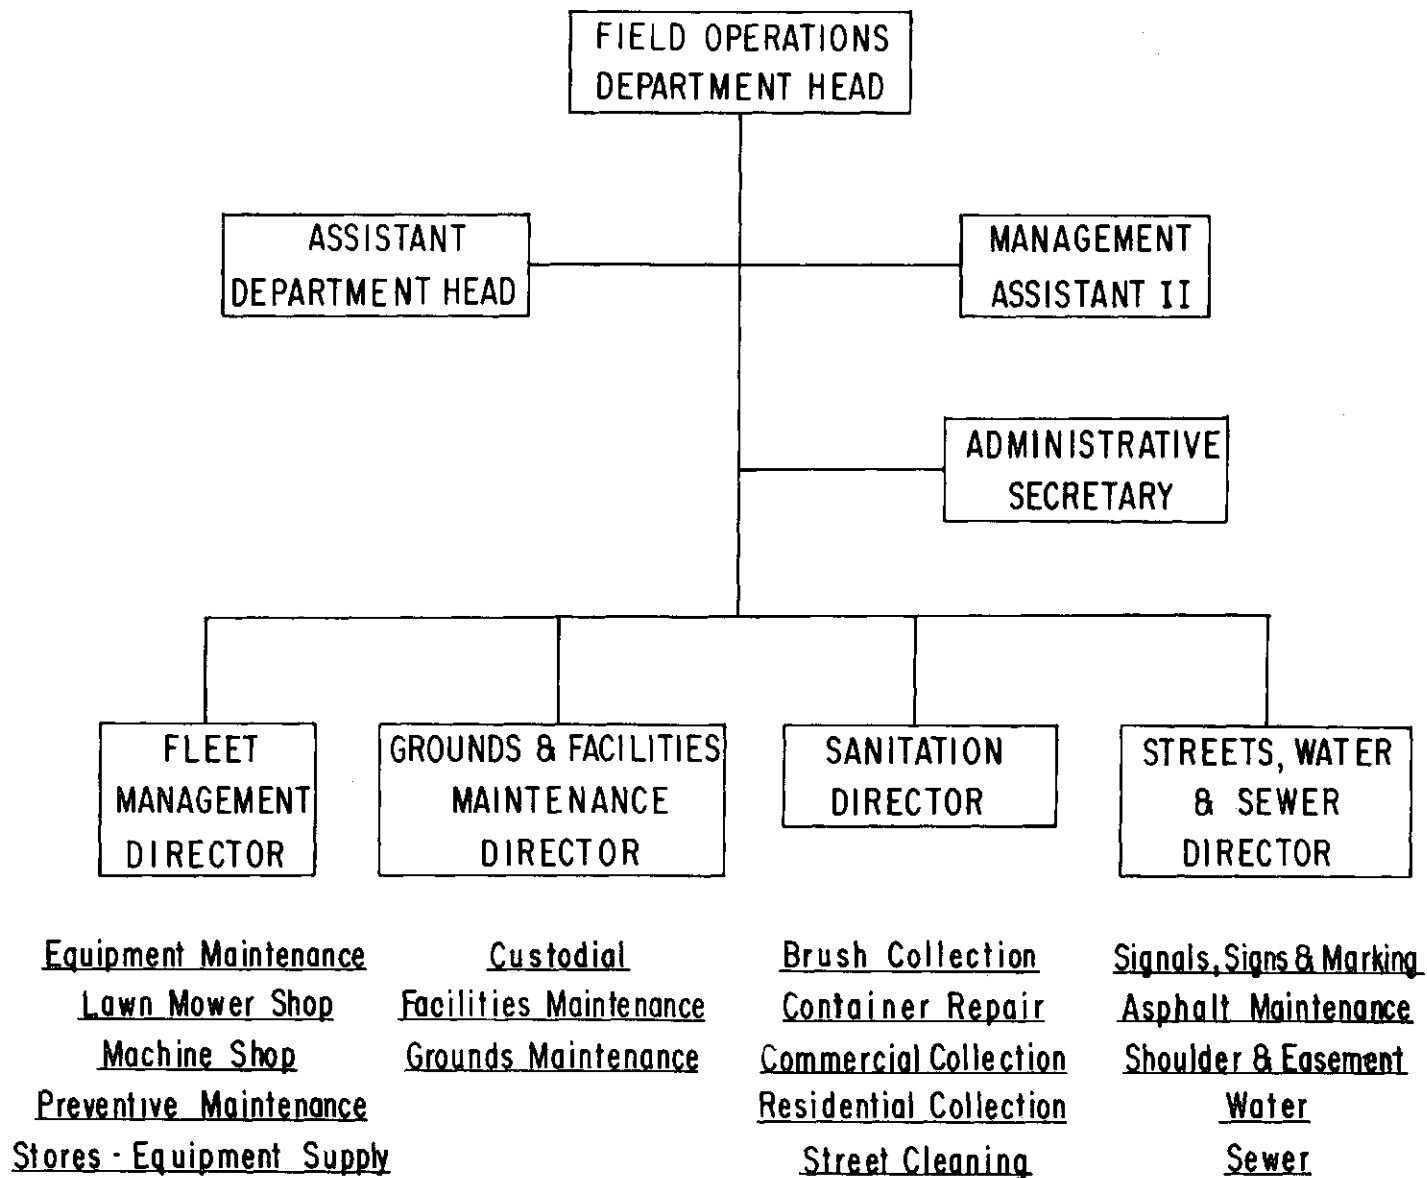 FIELD OPERATIONS
DEPARTMENT HEAD
ASSISTANT
DEPARTMENT HEAD
MANAGEMENT
ASSISTANT II
ADMINISTRATIVE
SECRETARY
FLEET
MANAGEMENT
DIRECTOR
GROUNDS & FACILITIES
MAINTENANCE
DIRECTOR
SANITATION
DIRECTOR
STREETS, WATER
& SEWER
DIRECTOR
Equipment Maintenance
Lawn Mower Shop
Machine Shop
Preventive Maintenance
Stores - Equipment Supply
Custodial
Facilities Maintenance
Grounds Maintenance
Brush Collection
Container Repair
Commercial Collection
Residential Collection
Street Cleaning
Signals, Signs & Marking
Asphalt Maintenance
Shoulder & Easement
Water
Sewer